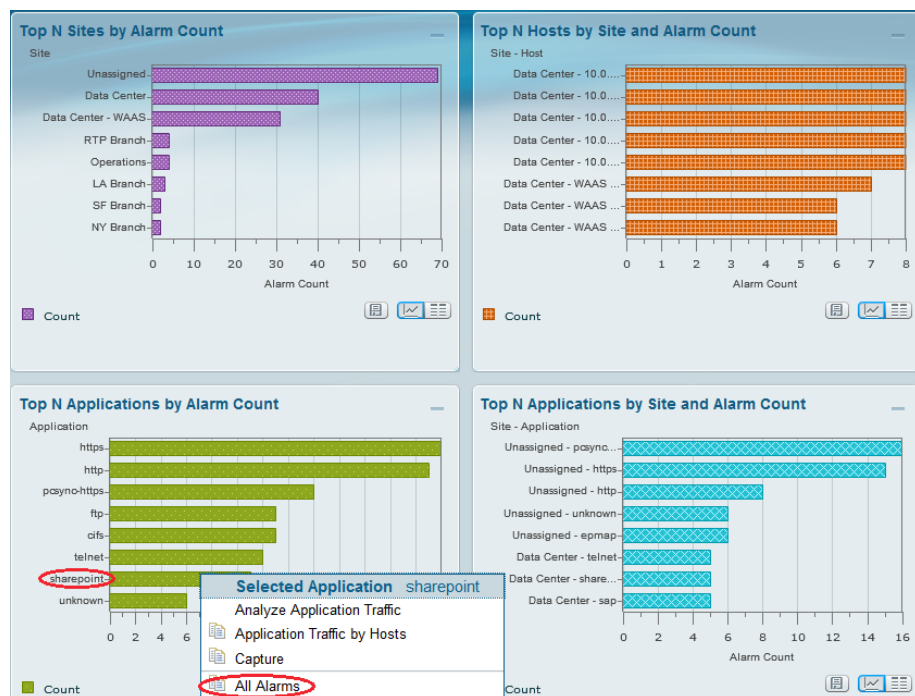 Top N Sites by Alarm Count
Site
Unassigned
Data Center
Data Center - WAAS
RTP Branch
Operations
LA Branch
SF Branch
NY Branch
0 10 20 30 40 50 60 70
Alarm Count
Count
Top N Hosts by Site and Alarm Count
Site - Host
Data Center - 10.0....
Data Center - 10.0....
Data Center - 10.0....
Data Center - 10.0....
Data Center - 10.0....
Data Center - WAAS ...
Data Center - WAAS ...
Data Center - WAAS ...
0 1 2 3 4 5 6 7 8
Alarm Count
Count
Top N Applications by Alarm Count
Application
https
http
pcsync-https
ftp
cifs
telnet
sharepoint
unknown
0 2 4 6
Count
Selected Application sharepoint
Analyze Application Traffic
Application Traffic by Hosts
Capture
All Alarms
Top N Applications by Site and Alarm Count
Site - Application
Unassigned - pcsync...
Unassigned - https
Unassigned - http
Unassigned - unknown
Unassigned - epmap
Data Center - telnet
Data Center - share...
Data Center - sap
0 2 4 6 8 10 12 14 16
Alarm Count
Count